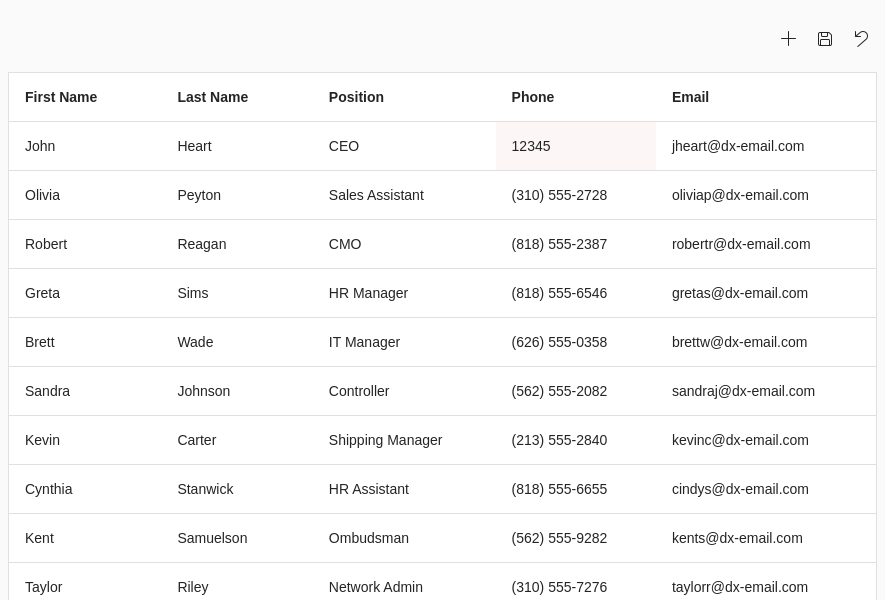 First Name Last Name Position Phone Email
John Heart CEO 12345 jheart@dx-email.com
Olivia Peyton Sales Assistant (310) 555-2728 oliviap@dx-email.com
Robert Reagan CMO (818) 555-2387 robertr@dx-email.com
Greta Sims HR Manager (818) 555-6546 gretas@dx-email.com
Brett Wade IT Manager (626) 555-0358 brettw@dx-email.com
Sandra Johnson Controller (562) 555-2082 sandraj@dx-email.com
Kevin Carter Shipping Manager (213) 555-2840 kevinc@dx-email.com
Cynthia Stanwick HR Assistant (818) 555-6655 cindys@dx-email.com
Kent Samuelson Ombudsman (562) 555-9282 kents@dx-email.com
Taylor Riley Network Admin (310) 555-7276 taylorr@dx-email.com